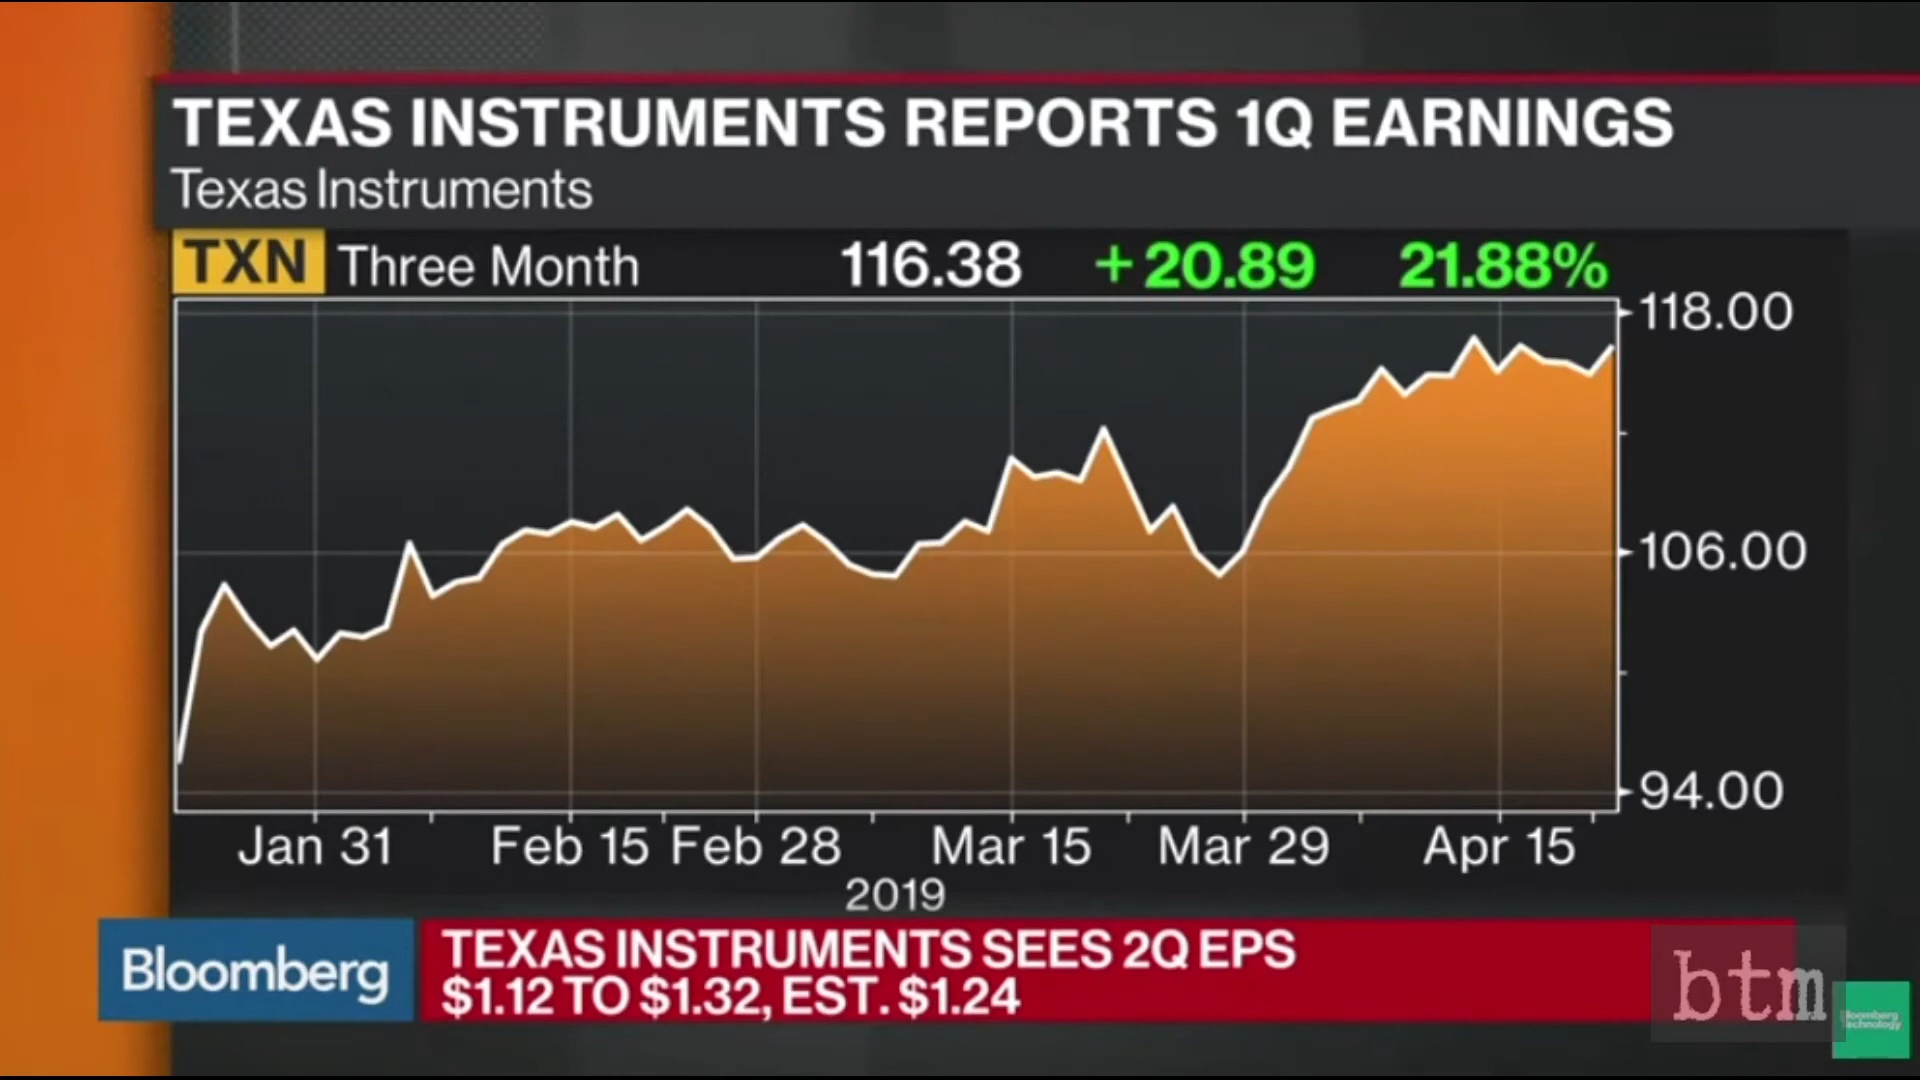 TEXAS INSTRUMENTS REPORTS 1Q EARNINGS
Texas Instruments
TXN Three Month 116.38 +20.89 21.88%
118.00
106.00
94.00
Jan 31 Feb 15 Feb 28 Mar 15 Mar 29 Apr 15
2019
Bloomberg
TEXAS INSTRUMENTS SEES 2Q EPS
$1.12 TO $1.32, EST. $1.24
btm
Bloomberg
Technology